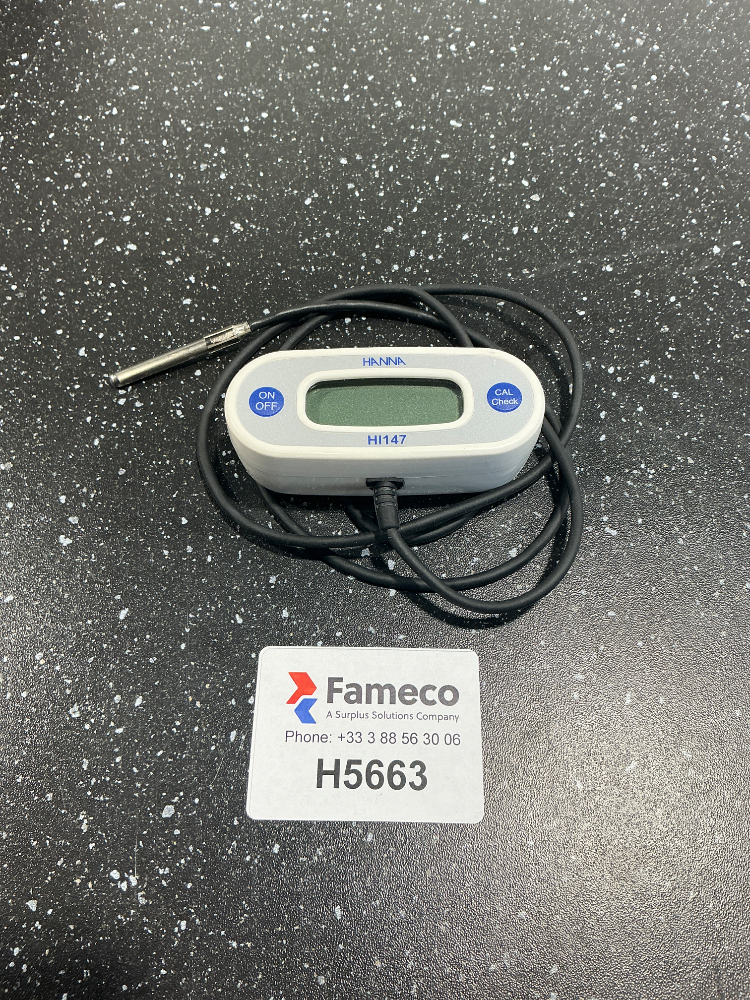 HANNA
ON
OFF
CAL
Check
HI147
Fameco
A Surplus Solutions Company
Phone: +33 3 88 56 30 06
H5663